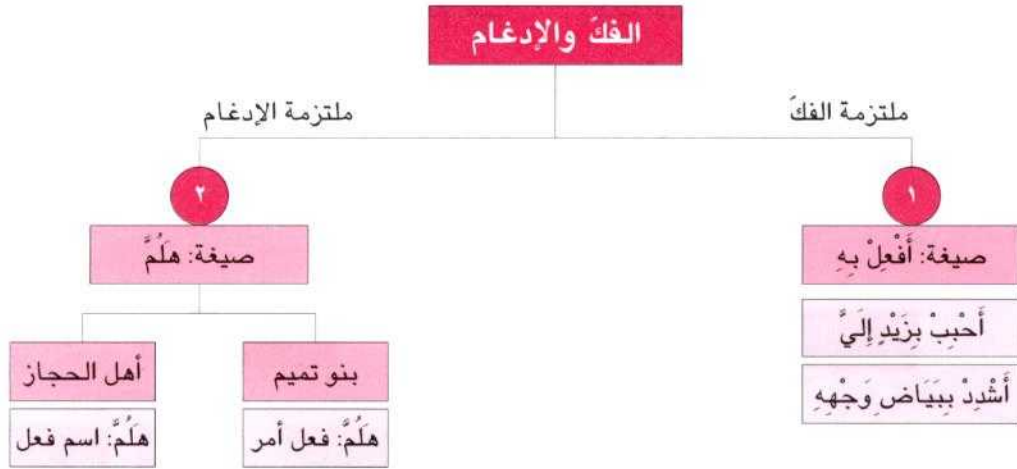 الفكّ والإدغام
ملتزمة الفكّ
ملتزمة الإدغام
١
صيغة: أَفْعِلْ بِهِ
أَحْبِبْ بِزَيْدٍ إِلَيَّ
أَشْدِدْ بِبَيَاضِ وَجْهِهِ
٢
صيغة: هَلُمَّ
بنو تميم
هَلُمَّ: فعل أمر
أهل الحجاز
هَلُمَّ: اسم فعل